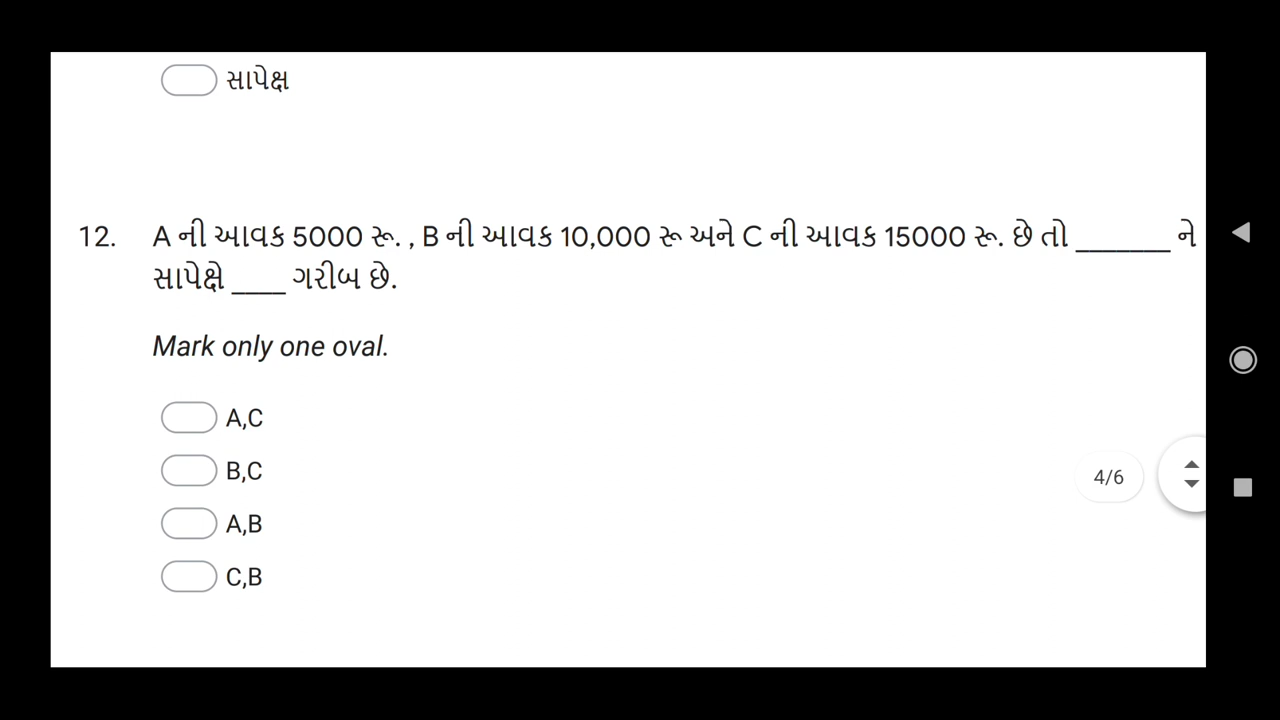 સાપેક્ષ
12. A ની આવક 5000 રૂ. , B ની આવક 10,000 રૂ અને C ની આવક 15000 રૂ. છે તો _______ ને
સાપેક્ષે ____ ગરીબ છે.
Mark only one oval.
A,C
B,C
4/6
A,B
C,B